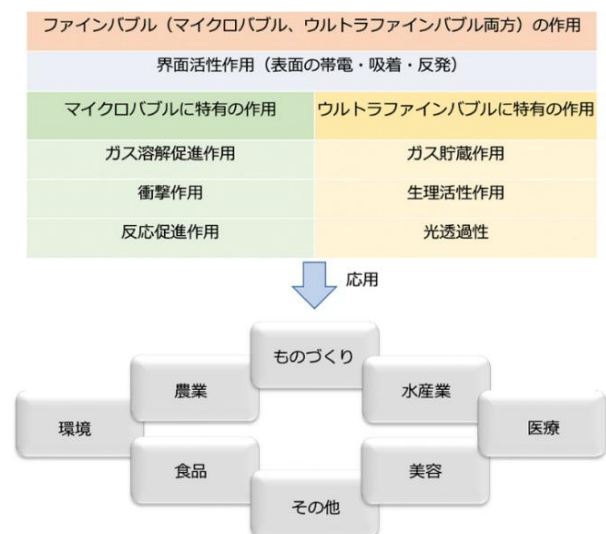 ファインバブル（マイクロバブル、ウルトラファインバブル両方）の作用
界面活性作用（表面の帯電・吸着・反発）
マイクロバブルに特有の作用
ウルトラファインバブルに特有の作用
ガス溶解促進作用
ガス貯蔵作用
衝撃作用
生理活性作用
反応促進作用
光透過性
応用
ものづくり
農業
水産業
環境
医療
食品
美容
その他